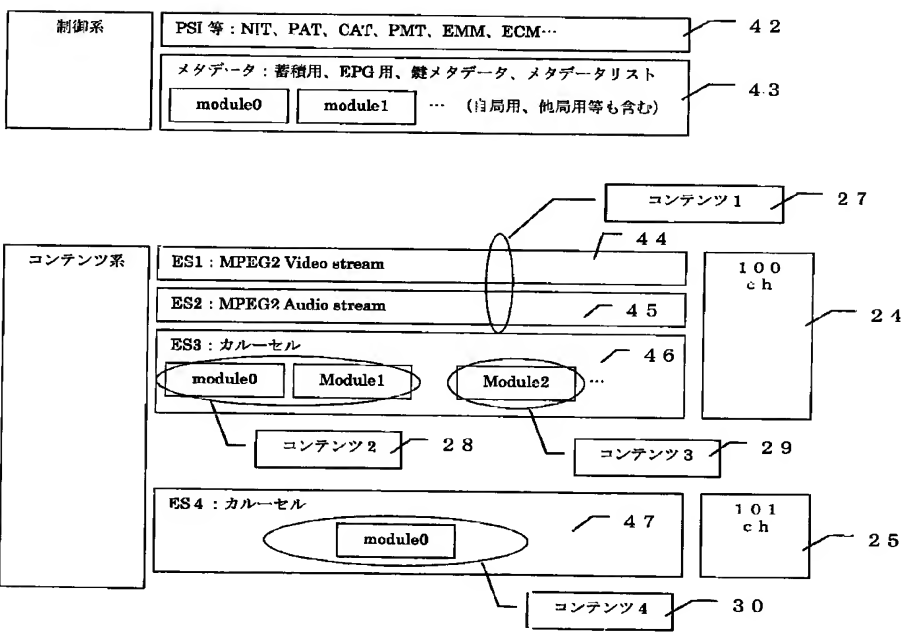 制御系
PSI 等：NIT、PAT、CAT、PMT、EMM、ECM…
42
メタデータ：蓄積用、EPG用、鍵メタデータ、メタデータリスト
module0
module1
… (自局用、他局用等も含む)
43
コンテンツ1
27
コンテンツ系
ES1：MPEG2 Video stream
44
ES2：MPEG2 Audio stream
45
ES3：カルーセル
46
module0
Module1
Module2
…
100
ch
24
コンテンツ2
28
コンテンツ3
29
ES4：カルーセル
47
module0
101
ch
25
コンテンツ4
30